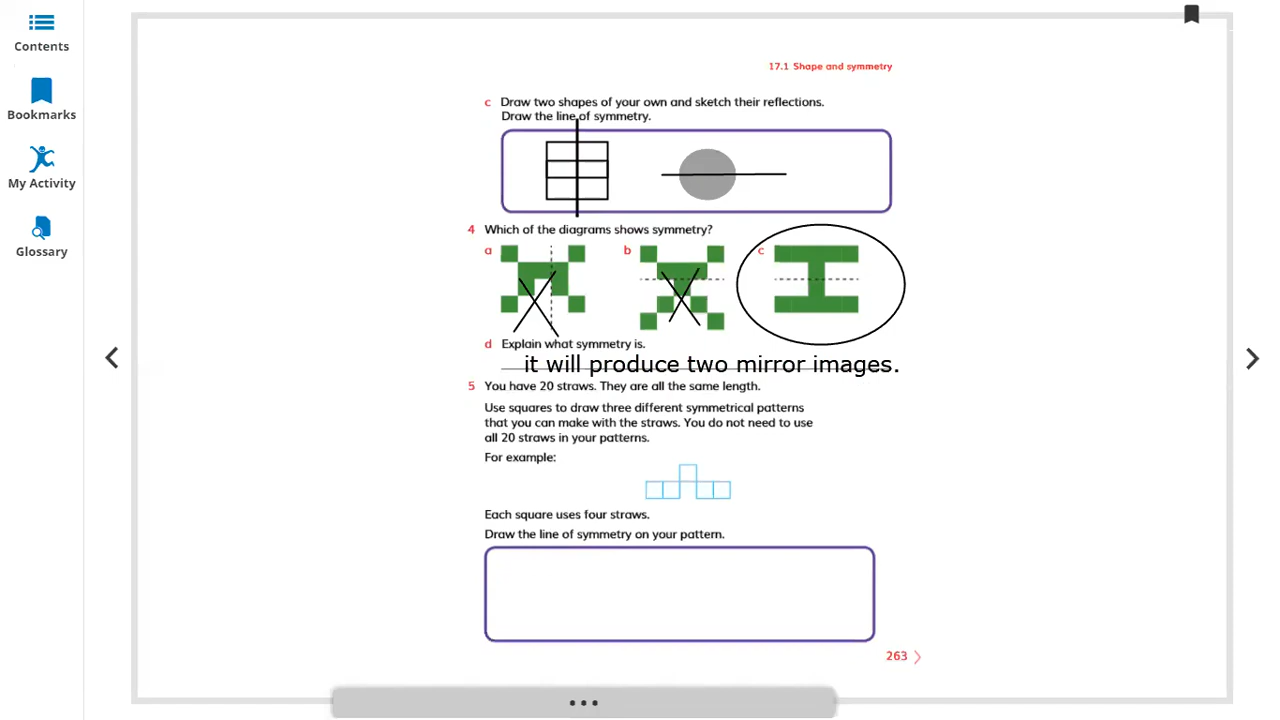 Contents
Bookmarks
My Activity
Glossary
17.1 Shape and symmetry
c Draw two shapes of your own and sketch their reflections.
Draw the line of symmetry.
4 Which of the diagrams shows symmetry?
a b c
d Explain what symmetry is.
it will produce two mirror images.
5 You have 20 straws. They are all the same length.
Use squares to draw three different symmetrical patterns
that you can make with the straws. You do not need to use
all 20 straws in your patterns.
For example:
Each square uses four straws.
Draw the line of symmetry on your pattern.
263